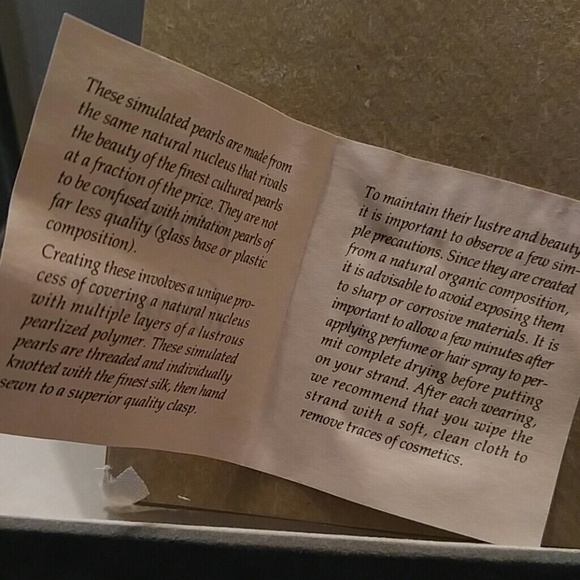 These simulated pearls are made from
the same natural nucleus that rivals
the beauty of the finest cultured pearls
at a fraction of the price. They are not
to be confused with imitation pearls of
far less quality (glass base or plastic
composition).
Creating these involves a unique pro-
cess of covering a natural nucleus
with multiple layers of a lustrous
pearlized polymer. These simulated
pearls are threaded and individually
knotted with the finest silk, then hand
sewn to a superior quality clasp.
To maintain their lustre and beauty
it is important to observe a few sim-
ple precautions. Since they are created
from a natural organic composition,
it is advisable to avoid exposing them
to sharp or corrosive materials. It is
important to allow a few minutes after
applying perfume or hair spray to per-
mit complete drying before putting
on your strand. After each wearing,
we recommend that you wipe the
strand with a soft, clean cloth to
remove traces of cosmetics.